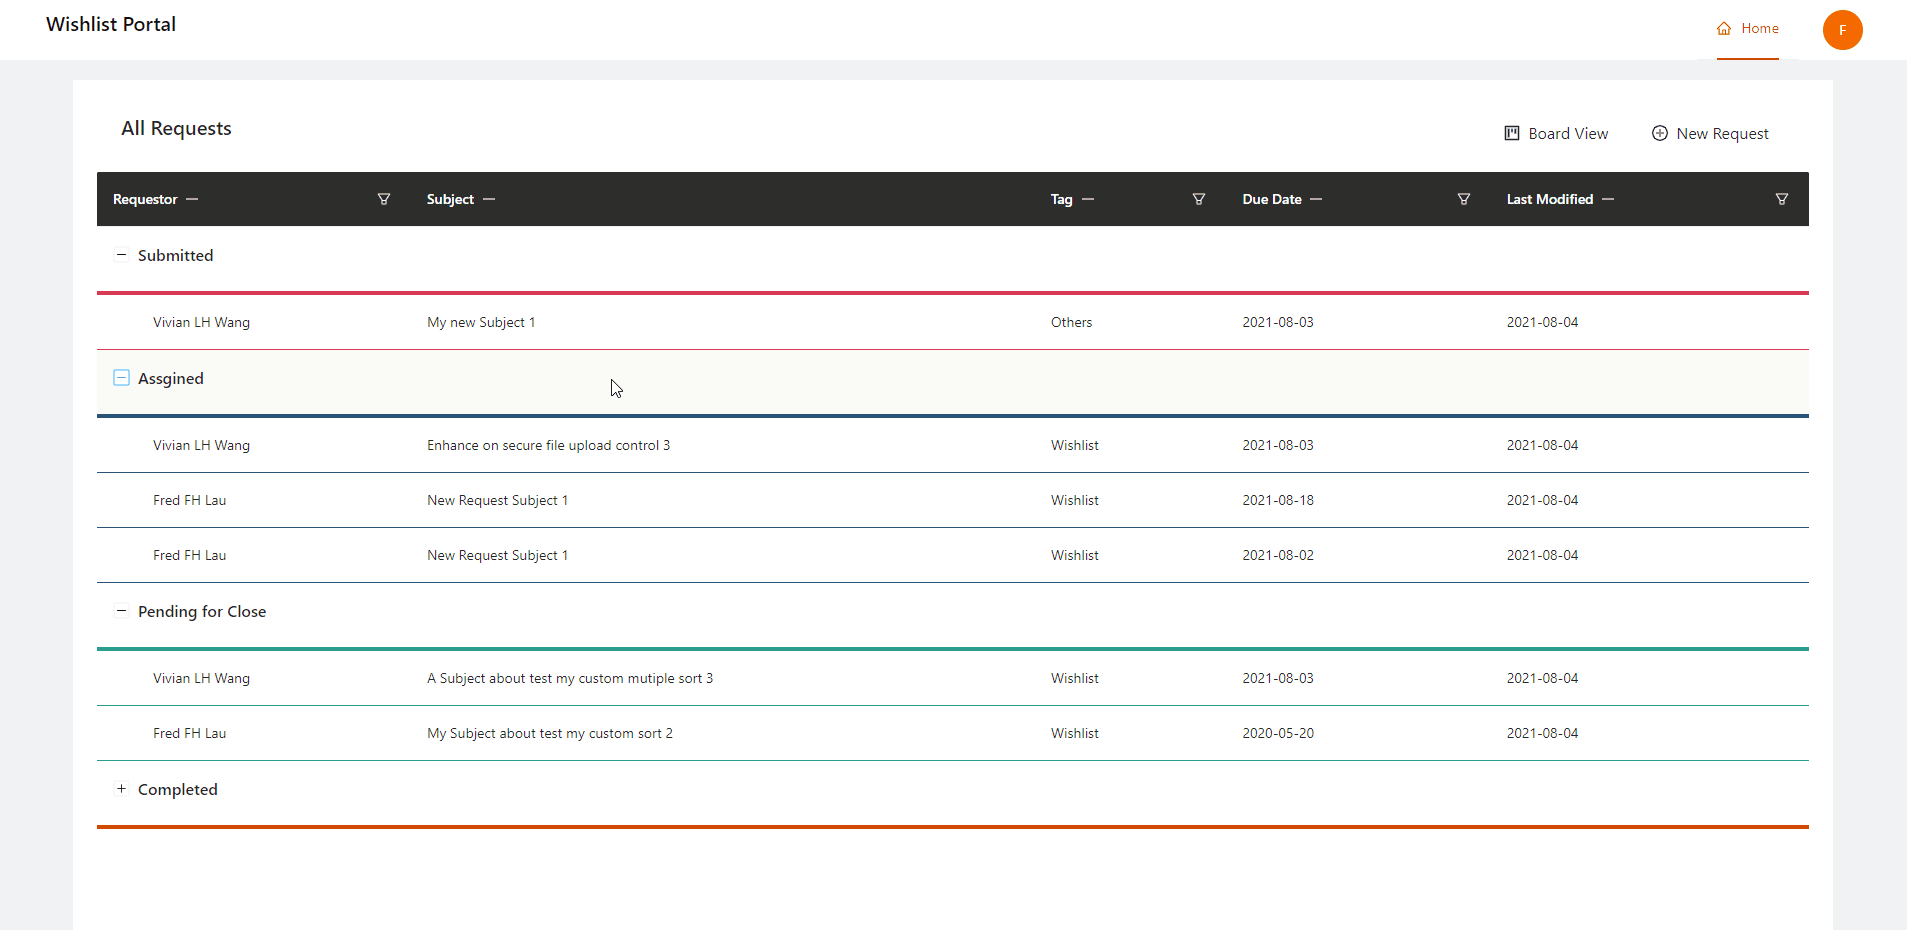 Wishlist Portal
Home
F
All Requests
Board View
New Request
Requestor Subject Tag Due Date Last Modified
Submitted
Vivian LH Wang My new Subject 1 Others 2021-08-03 2021-08-04
Assgined
Vivian LH Wang Enhance on secure file upload control 3 Wishlist 2021-08-03 2021-08-04
Fred FH Lau New Request Subject 1 Wishlist 2021-08-18 2021-08-04
Fred FH Lau New Request Subject 1 Wishlist 2021-08-02 2021-08-04
Pending for Close
Vivian LH Wang A Subject about test my custom mutiple sort 3 Wishlist 2021-08-03 2021-08-04
Fred FH Lau My Subject about test my custom sort 2 Wishlist 2020-05-20 2021-08-04
Completed